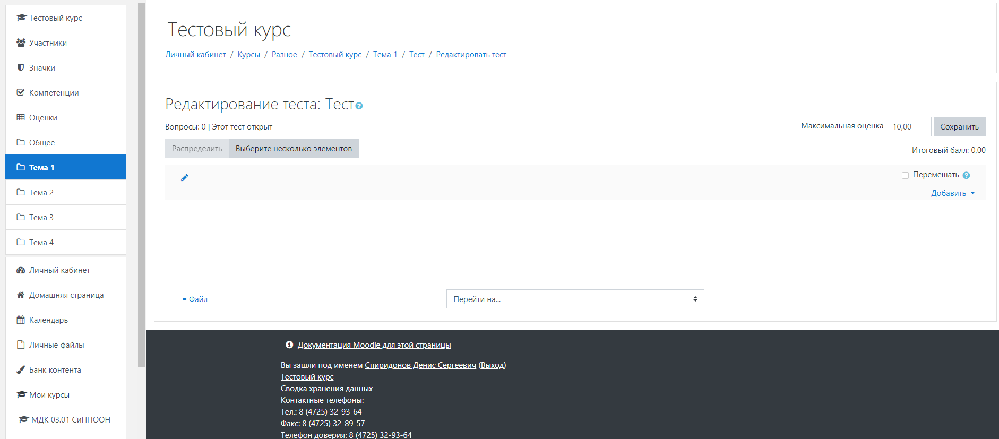 Тестовый курс
Участники
Значки
Компетенции
Оценки
Общее
Тема 1
Тема 2
Тема 3
Тема 4
Личный кабинет
Домашняя страница
Календарь
Личные файлы
Банк контента
Мои курсы
МДК 03.01 СиППООН
Тестовый курс
Личный кабинет / Курсы / Разное / Тестовый курс / Тема 1 / Тест / Редактировать тест
Редактирование теста: Тест
Вопросы: 0 | Этот тест открыт
Максимальная оценка 10,00 Сохранить
Распределить Выберите несколько элементов
Итоговый балл: 0,00
Перемешать
Добавить
Файл
Перейти на...
Документация Moodle для этой страницы
Вы зашли под именем Спиридонов Денис Сергеевич (Выход)
Тестовый курс
Сводка хранения данных
Контактные телефоны:
Тел.: 8 (4725) 32-93-64
Факс: 8 (4725) 32-89-57
Телефон доверия: 8 (4725) 32-93-64